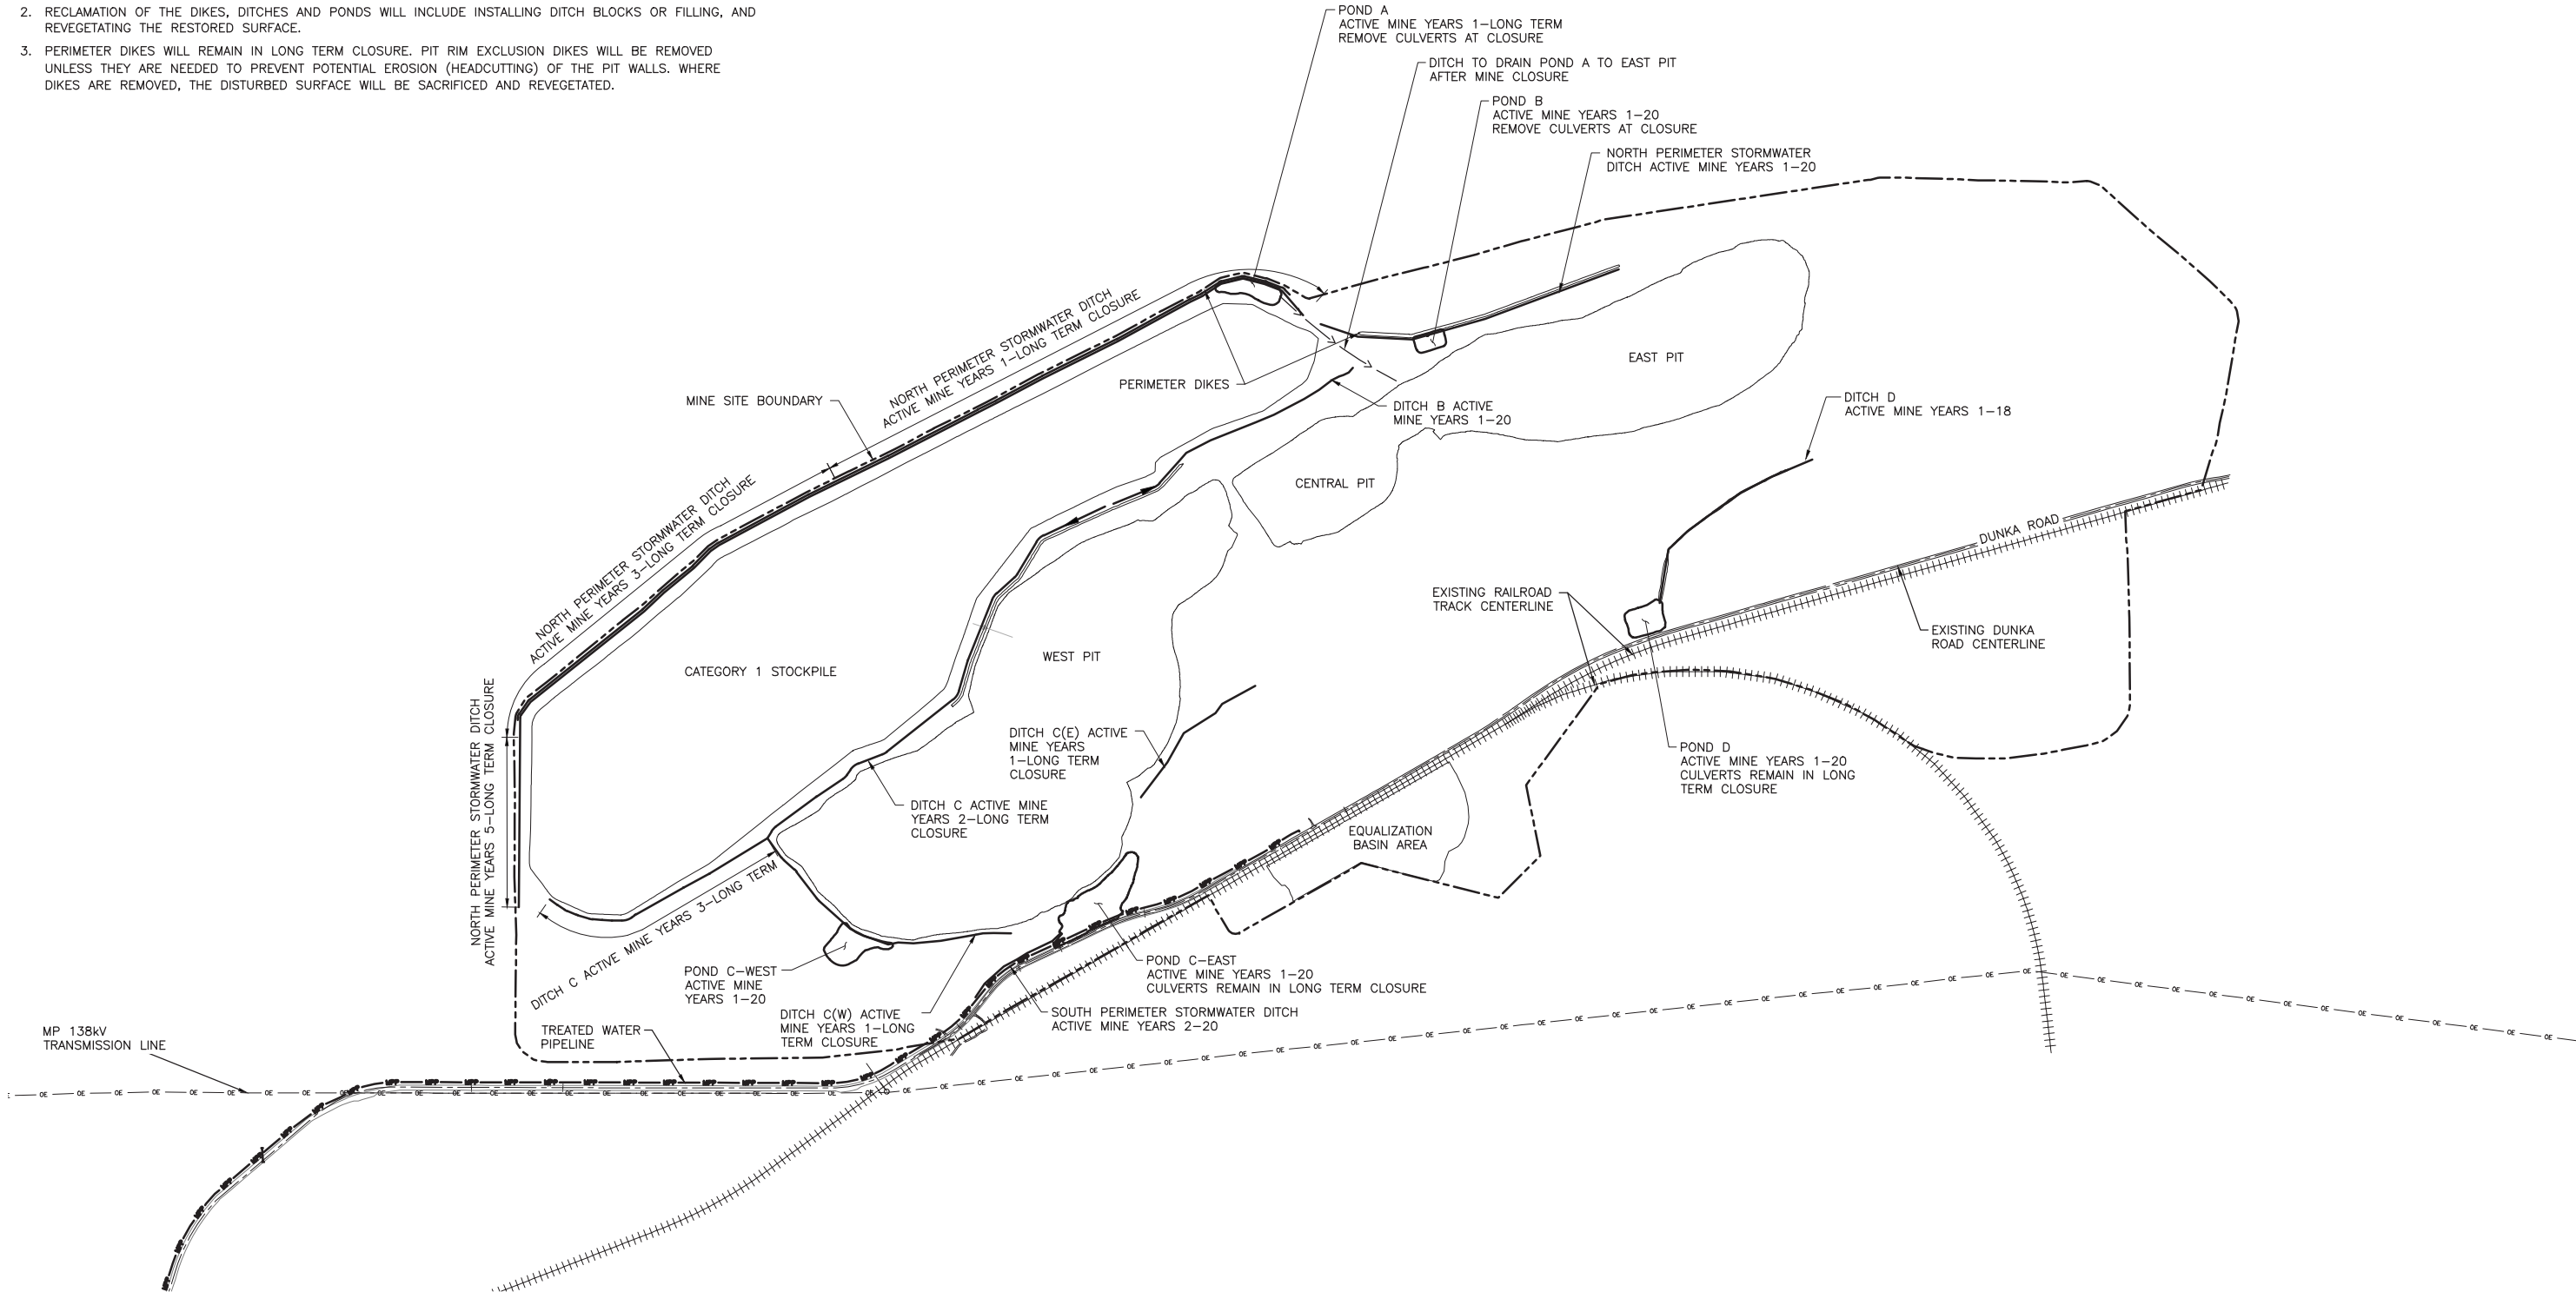 2. RECLAMATION OF THE DIKES, DITCHES AND PONDS WILL INCLUDE INSTALLING DITCH BLOCKS OR FILLING, AND
REVEGETATING THE RESTORED SURFACE.
3. PERIMETER DIKES WILL REMAIN IN LONG TERM CLOSURE. PIT RIM EXCLUSION DIKES WILL BE REMOVED
UNLESS THEY ARE NEEDED TO PREVENT POTENTIAL EROSION (HEADCUTTING) OF THE PIT WALLS. WHERE
DIKES ARE REMOVED, THE DISTURBED SURFACE WILL BE SACRIFICED AND REVEGETATED.
POND A
ACTIVE MINE YEARS 1-LONG TERM
REMOVE CULVERTS AT CLOSURE
DITCH TO DRAIN POND A TO EAST PIT
AFTER MINE CLOSURE
POND B
ACTIVE MINE YEARS 1-20
REMOVE CULVERTS AT CLOSURE
NORTH PERIMETER STORMWATER
DITCH ACTIVE MINE YEARS 1-20
NORTH PERIMETER STORMWATER DITCH
ACTIVE MINE YEARS 1-LONG TERM CLOSURE
EAST PIT
PERIMETER DIKES
MINE SITE BOUNDARY
DITCH B ACTIVE
MINE YEARS 1-20
DITCH D
ACTIVE MINE YEARS 1-18
CENTRAL PIT
NORTH PERIMETER STORMWATER DITCH
ACTIVE MINE YEARS 3-LONG TERM CLOSURE
DUNKA ROAD
EXISTING RAILROAD
TRACK CENTERLINE
EXISTING DUNKA
ROAD CENTERLINE
WEST PIT
CATEGORY 1 STOCKPILE
NORTH PERIMETER STORMWATER DITCH
ACTIVE MINE YEARS 5-LONG TERM CLOSURE
DITCH C(E) ACTIVE
MINE YEARS
1-LONG TERM
CLOSURE
POND D
ACTIVE MINE YEARS 1-20
CULVERTS REMAIN IN LONG
TERM CLOSURE
DITCH C ACTIVE MINE
YEARS 2-LONG TERM
CLOSURE
EQUALIZATION
BASIN AREA
DITCH C ACTIVE MINE YEARS 3-LONG TERM
POND C-WEST
ACTIVE MINE
YEARS 1-20
POND C-EAST
ACTIVE MINE YEARS 1-20
CULVERTS REMAIN IN LONG TERM CLOSURE
DITCH C(W) ACTIVE
MINE YEARS 1-LONG
TERM CLOSURE
SOUTH PERIMETER STORMWATER DITCH
ACTIVE MINE YEARS 2-20
MP 138kV
TRANSMISSION LINE
TREATED WATER
PIPELINE
OE OE OE OE OE OE